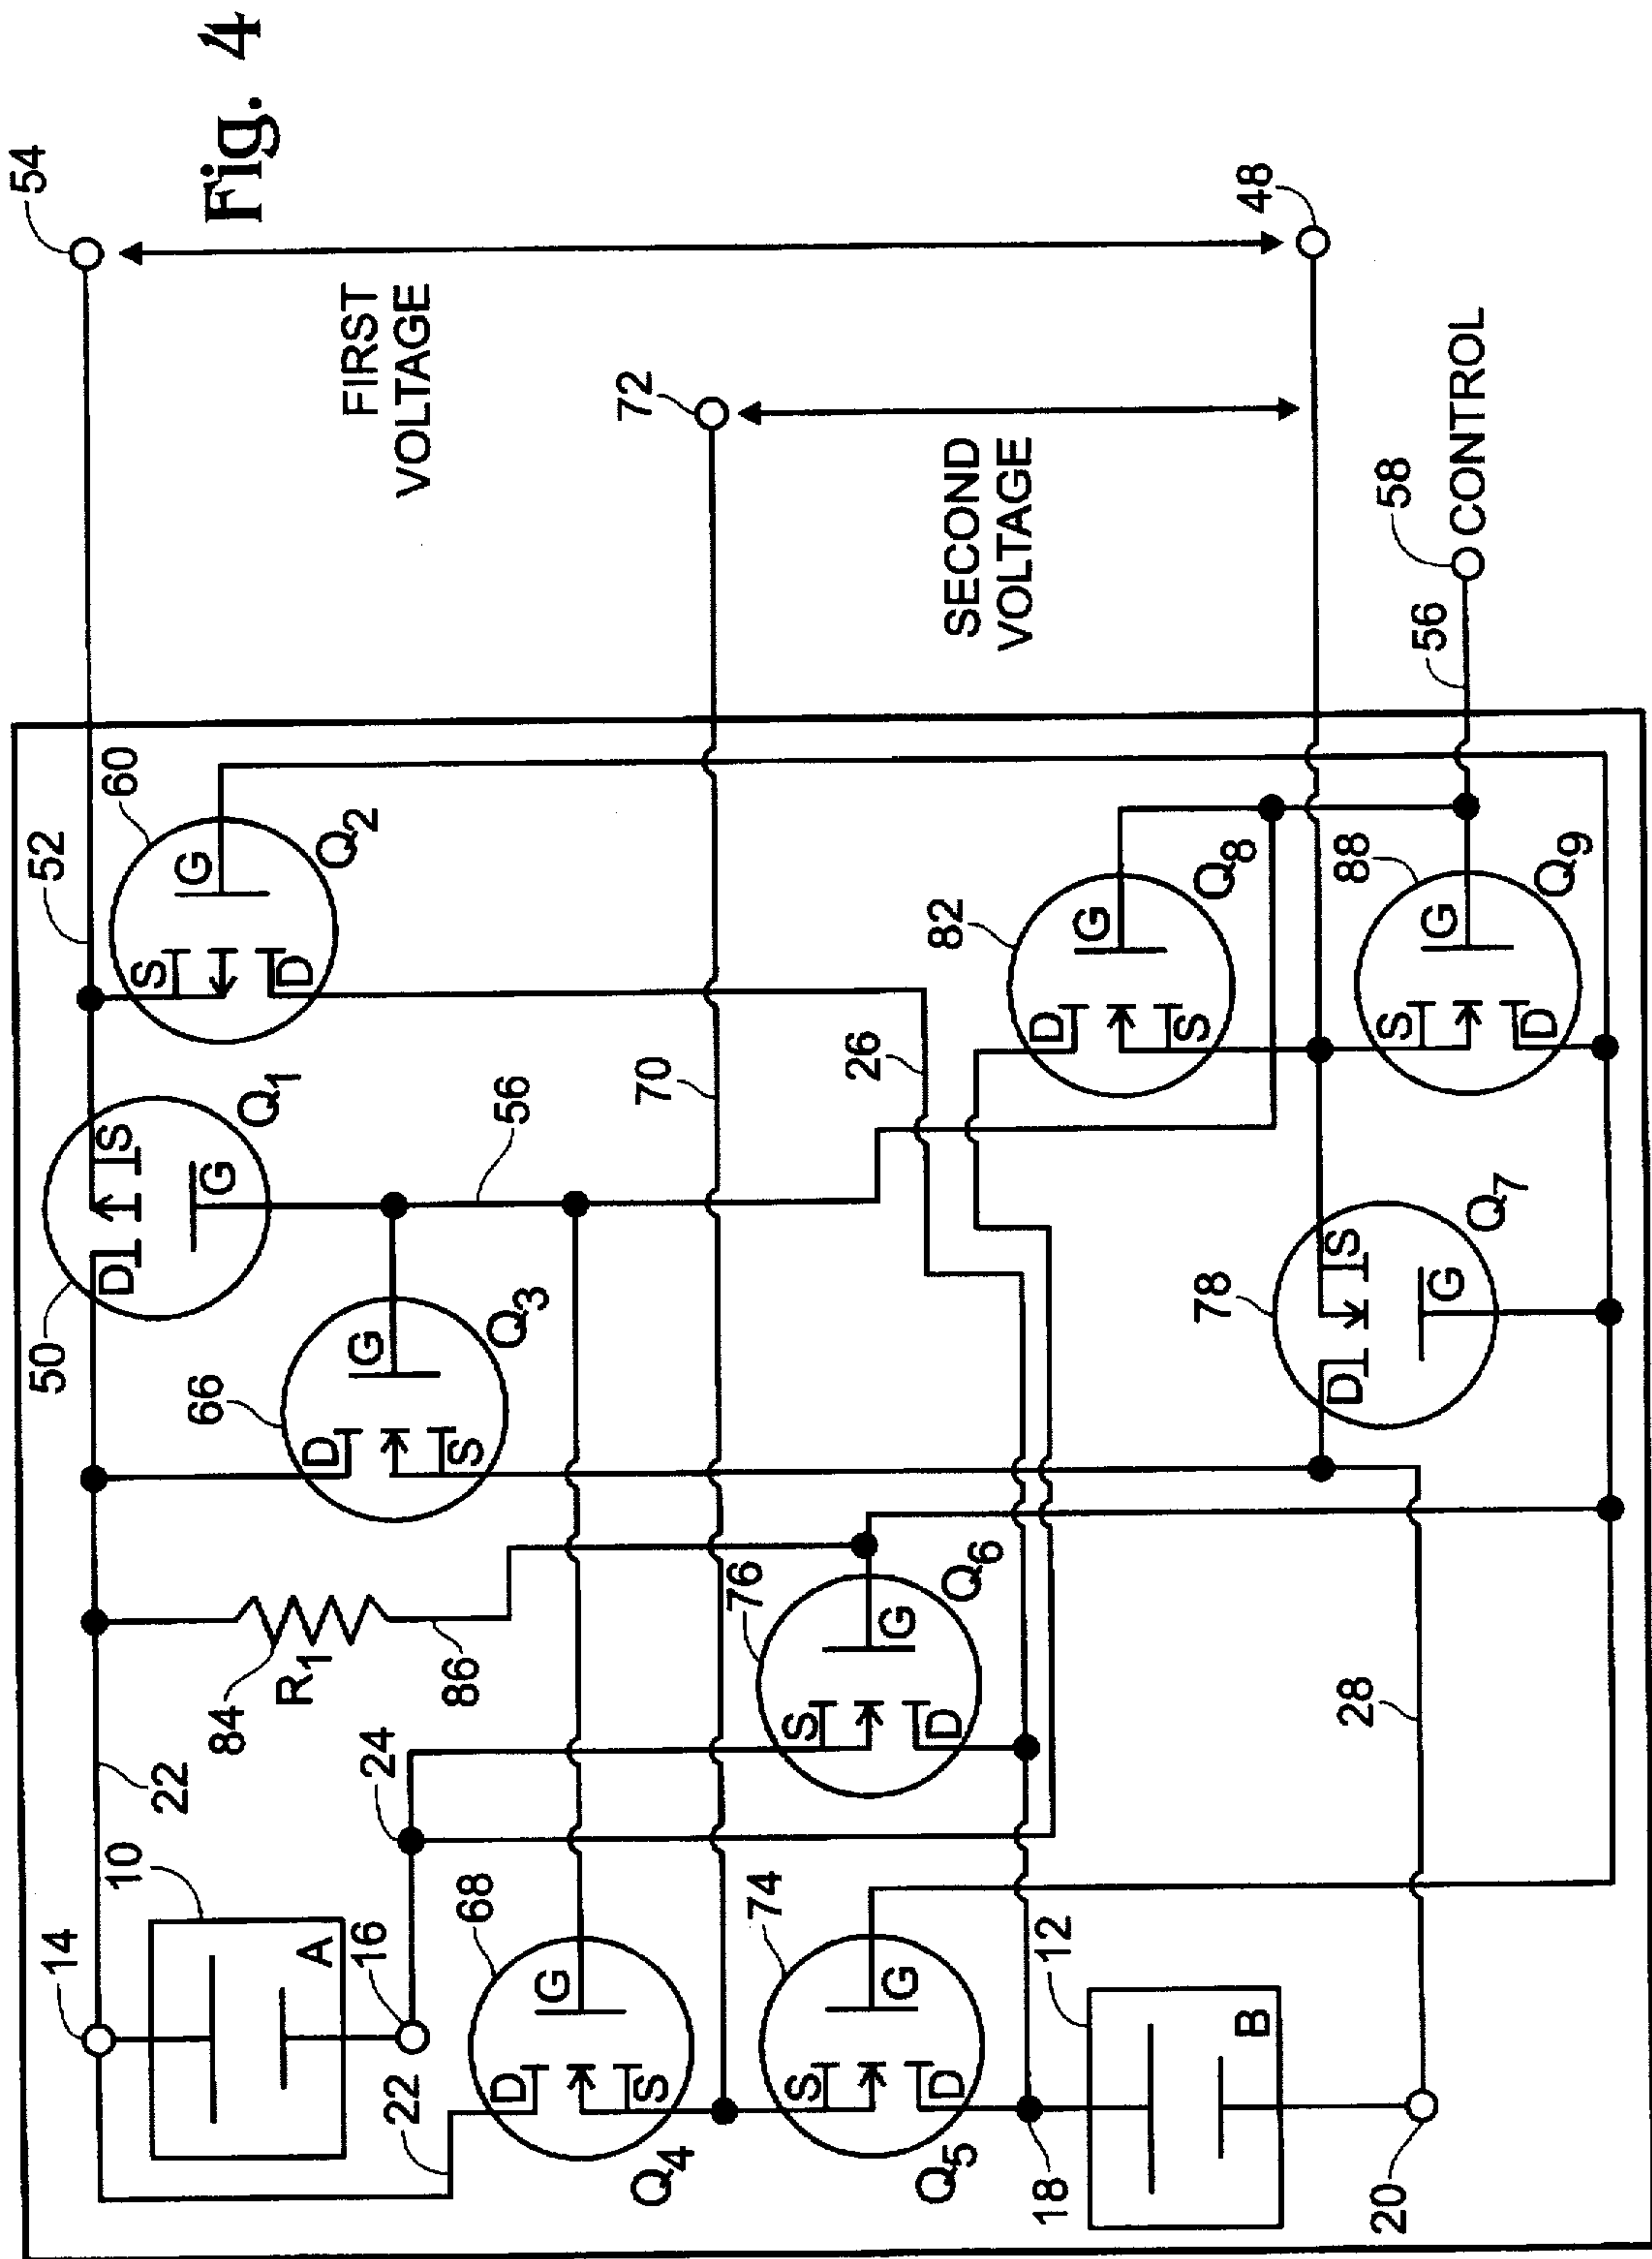 Fig. 4
54
FIRST
VOLTAGE
72
SECOND
VOLTAGE
48
58
CONTROL
56
52
60
G
S
D
Q2
50
D
S
G
Q1
56
66
D
G
S
Q3
70
26
82
D
G
S
Q8
88
S
G
D
Q9
78
D
S
G
Q7
22
84
R1
86
76
S
G
D
Q6
28
14
10
A
16
24
22
68
D
G
S
Q4
74
S
G
D
Q5
18
12
B
20